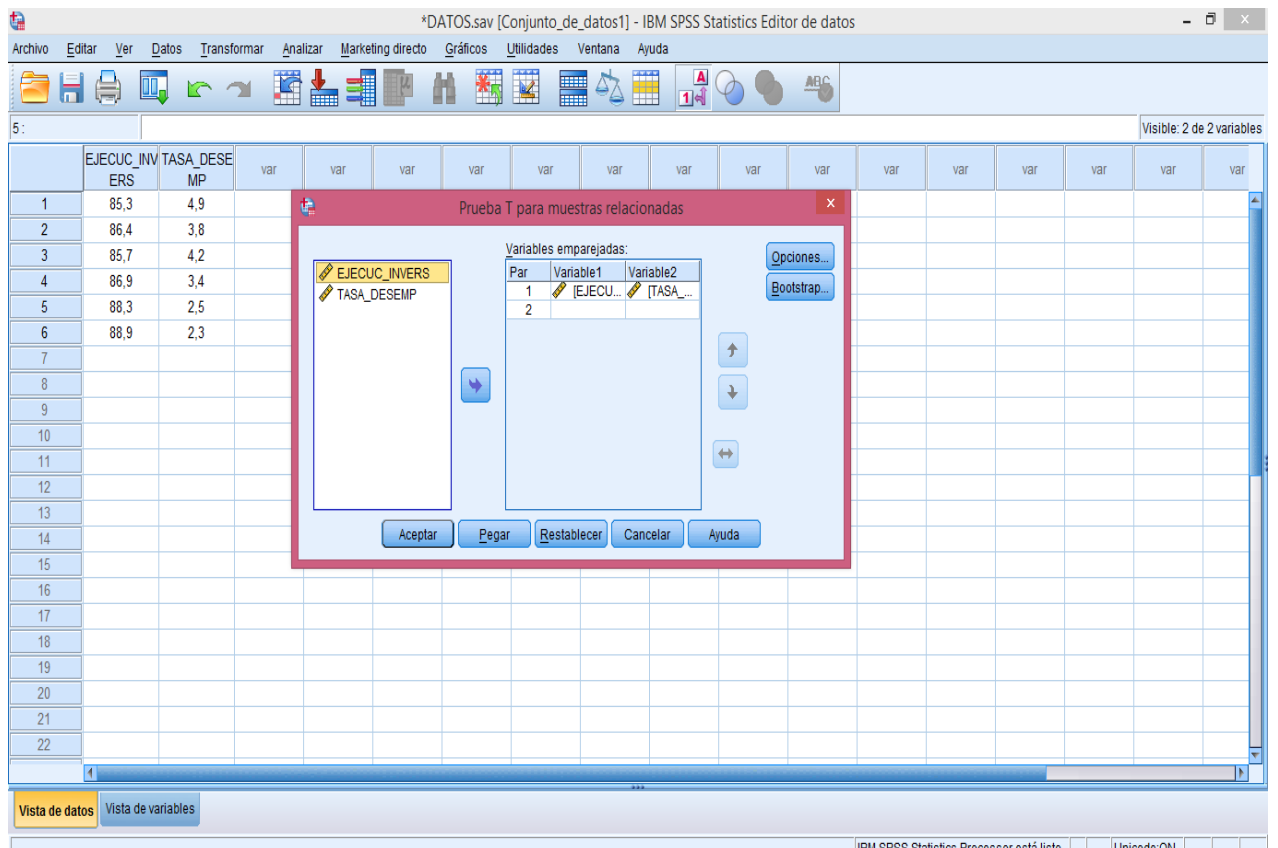 *DATOS.sav [Conjunto_de_datos1] - IBM SPSS Statistics Editor de datos
Archivo Editar Ver Datos Transformar Analizar Marketing directo Gráficos Utilidades Ventana Ayuda
A
1
ABC
5 :
Visible: 2 de 2 variables
EJECUC_INVERS TASA_DESEMP var var var var var var var var var var var var var var var
1 85,3 4,9
2 86,4 3,8
3 85,7 4,2
4 86,9 3,4
5 88,3 2,5
6 88,9 2,3
7
8
9
10
11
12
13
14
15
16
17
18
19
20
21
22
Prueba T para muestras relacionadas
x
EJECUC_INVERS
TASA_DESEMP
Variables emparejadas:
Par Variable1 Variable2
1 [EJECU... [TASA_...
2
Opciones...
Bootstrap...
Aceptar Pegar Restablecer Cancelar Ayuda
Vista de datos Vista de variables
IBM SPSS Statistics Processor está listo Unicode:ON